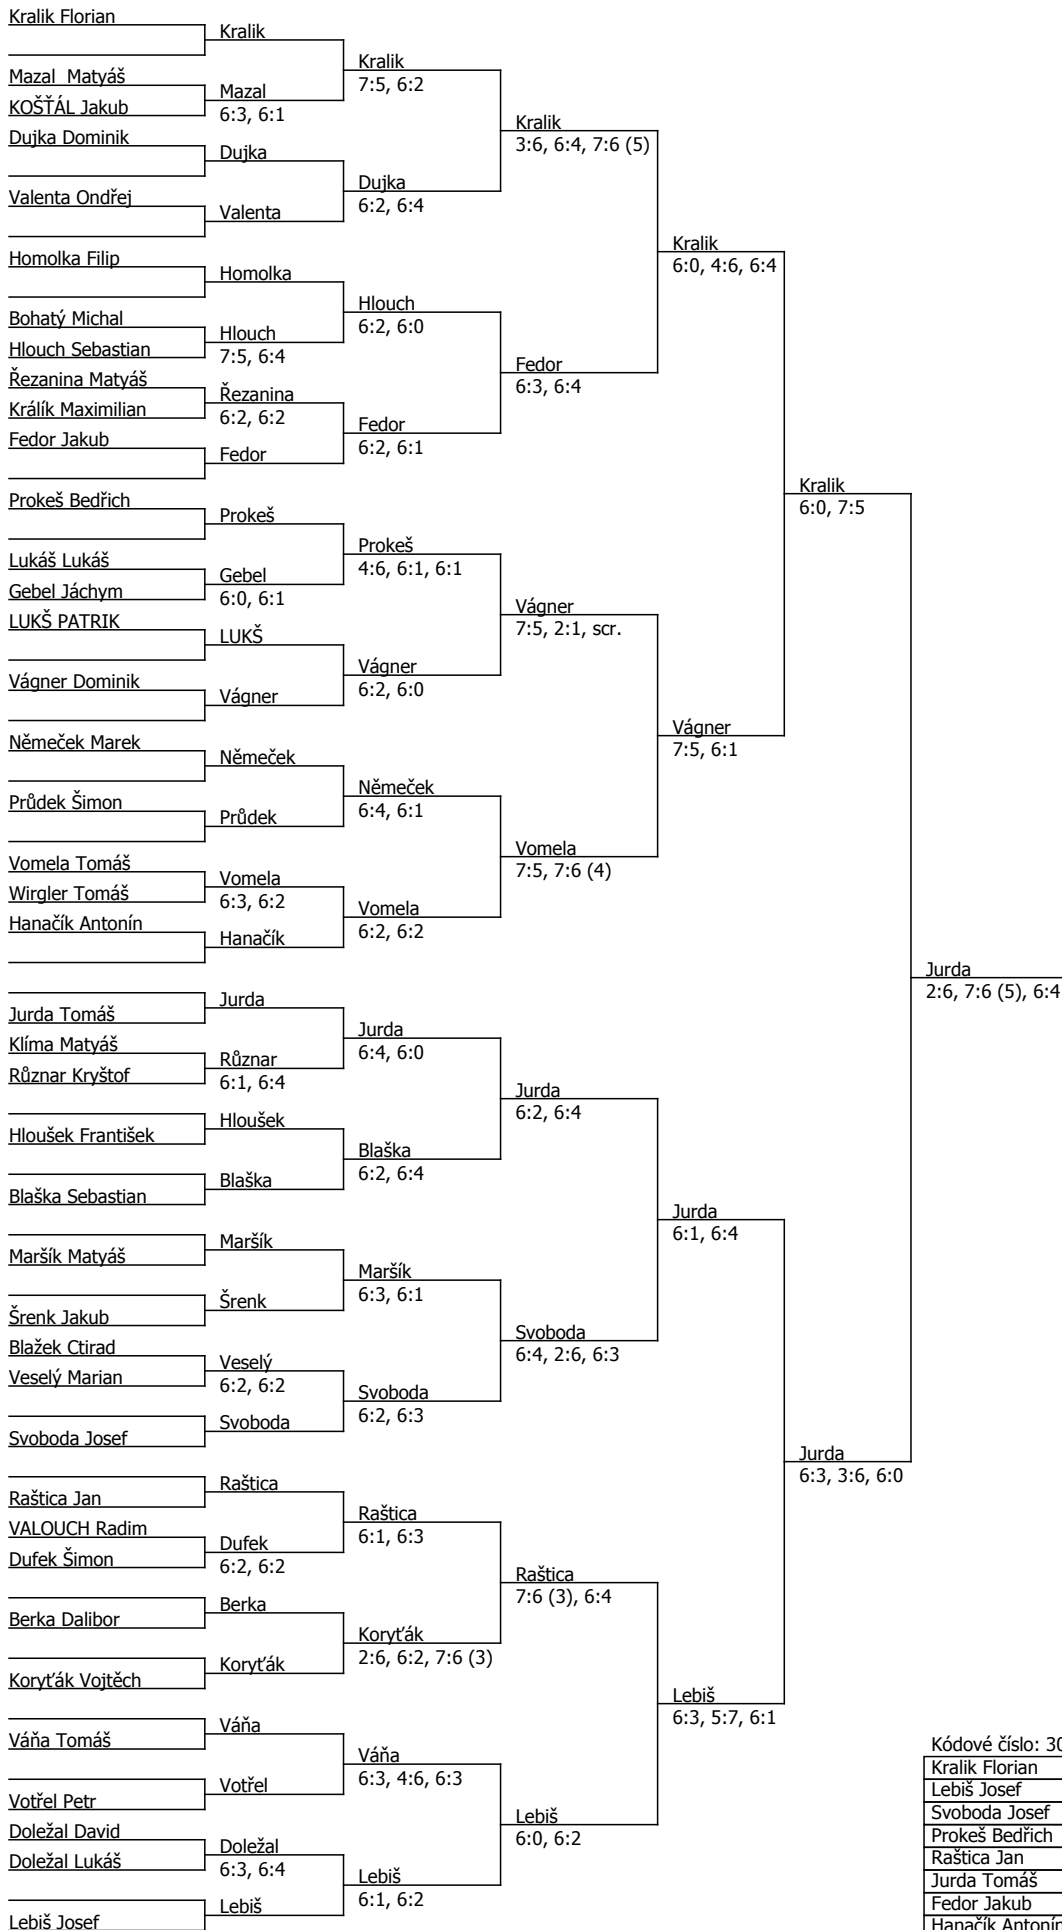 Kralik Florian
Kralik
Kralik
7:5, 6:2
Mazal  Matyáš
Mazal
KOŠŤÁL Jakub
6:3, 6:1
Kralik
3:6, 6:4, 7:6 (5)
Dujka Dominik
Dujka
Dujka
6:2, 6:4
Valenta Ondřej
Valenta
Kralik
6:0, 4:6, 6:4
Homolka Filip
Homolka
Hlouch
6:2, 6:0
Bohatý Michal
Hlouch
Hlouch Sebastian
7:5, 6:4
Fedor
6:3, 6:4
Řezanina Matyáš
Řezanina
Králík Maximilian
6:2, 6:2
Fedor
6:2, 6:1
Fedor Jakub
Fedor
Kralik
6:0, 7:5
Prokeš Bedřich
Prokeš
Prokeš
4:6, 6:1, 6:1
Lukáš Lukáš
Gebel
Gebel Jáchym
6:0, 6:1
Vágner
7:5, 2:1, scr.
LUKŠ PATRIK
LUKŠ
Vágner
6:2, 6:0
Vágner Dominik
Vágner
Vágner
7:5, 6:1
Němeček Marek
Němeček
Němeček
6:4, 6:1
Průdek Šimon
Průdek
Vomela
7:5, 7:6 (4)
Vomela Tomáš
Vomela
Wirgler Tomáš
6:3, 6:2
Vomela
6:2, 6:2
Hanačík Antonín
Hanačík
Jurda
2:6, 7:6 (5), 6:4
Jurda
Jurda Tomáš
Jurda
6:4, 6:0
Klíma Matyáš
Různar
Různar Kryštof
6:1, 6:4
Jurda
6:2, 6:4
Hloušek
Hloušek František
Blaška
6:2, 6:4
Blaška
Blaška Sebastian
Jurda
6:1, 6:4
Maršík
Maršík Matyáš
Maršík
6:3, 6:1
Šrenk
Šrenk Jakub
Svoboda
6:4, 2:6, 6:3
Blažek Ctirad
Veselý
Veselý Marian
6:2, 6:2
Svoboda
6:2, 6:3
Svoboda
Svoboda Josef
Jurda
6:3, 3:6, 6:0
Raštica
Raštica Jan
Raštica
6:1, 6:3
VALOUCH Radim
Dufek
Dufek Šimon
6:2, 6:2
Raštica
7:6 (3), 6:4
Berka
Berka Dalibor
Koryťák
2:6, 6:2, 7:6 (3)
Koryťák
Koryťák Vojtěch
Lebiš
6:3, 5:7, 6:1
Váňa
Váňa Tomáš
Váňa
6:3, 4:6, 6:3
Votřel
Votřel Petr
Lebiš
6:0, 6:2
Doležal David
Doležal
Doležal Lukáš
6:3, 6:4
Lebiš
6:1, 6:2
Lebiš
Lebiš Josef
Kódové číslo: 30
Kralik Florian
Lebiš Josef
Svoboda Josef
Prokeš Bedřich
Raštica Jan
Jurda Tomáš
Fedor Jakub
Hanačík Antonín